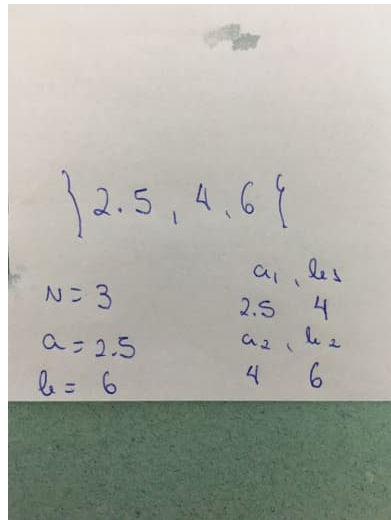 }2.5, 4, 6{
N=3
a=2.5
b= 6
a1, b1
2.5 4
a2, b2
4 6